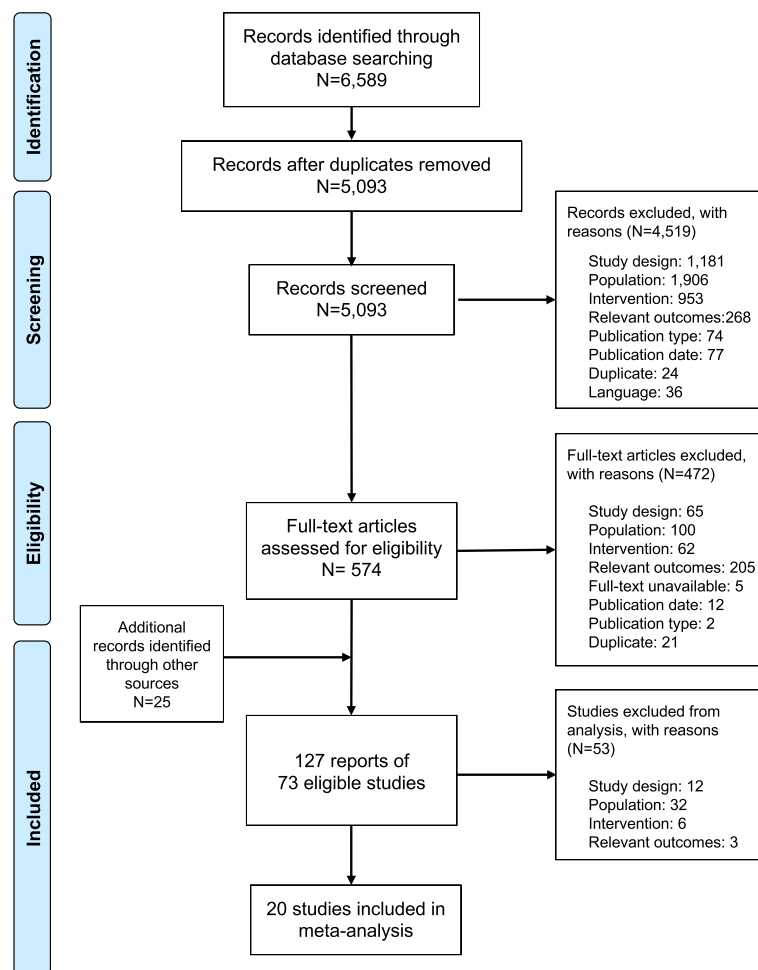 Identification
Records identified through
database searching
N=6,589
Records after duplicates removed
N=5,093
Screening
Records screened
N=5,093
Records excluded, with
reasons (N=4,519)
Study design: 1,181
Population: 1,906
Intervention: 953
Relevant outcomes:268
Publication type: 74
Publication date: 77
Duplicate: 24
Language: 36
Eligibility
Full-text articles
assessed for eligibility
N= 574
Full-text articles excluded,
with reasons (N=472)
Study design: 65
Population: 100
Intervention: 62
Relevant outcomes: 205
Full-text unavailable: 5
Publication date: 12
Publication type: 2
Duplicate: 21
Additional
records identified
through other
sources
N=25
Included
127 reports of
73 eligible studies
Studies excluded from
analysis, with reasons
(N=53)
Study design: 12
Population: 32
Intervention: 6
Relevant outcomes: 3
20 studies included in
meta-analysis